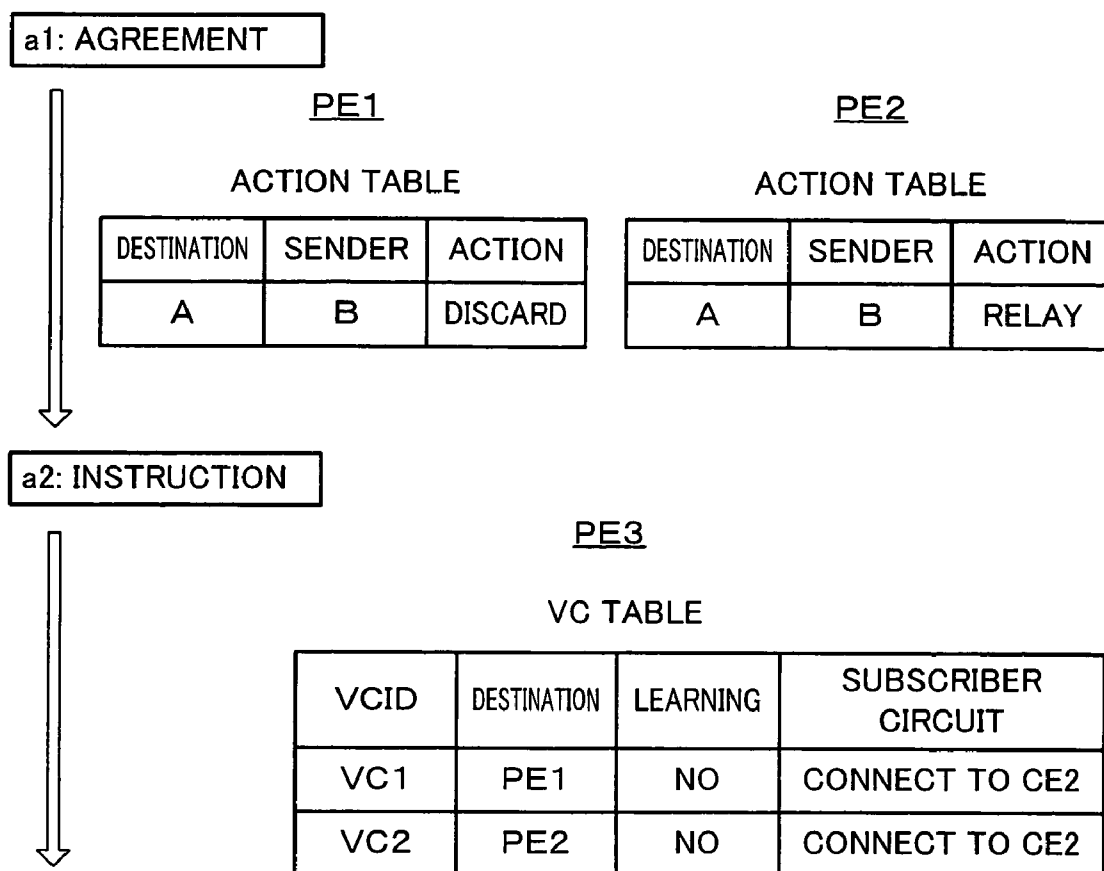 a1: AGREEMENT
PE1
ACTION TABLE
DESTINATION SENDER ACTION
A B DISCARD
PE2
ACTION TABLE
DESTINATION SENDER ACTION
A B RELAY
a2: INSTRUCTION
PE3
VC TABLE
VCID DESTINATION LEARNING SUBSCRIBER
CIRCUIT
VC1 PE1 NO CONNECT TO CE2
VC2 PE2 NO CONNECT TO CE2